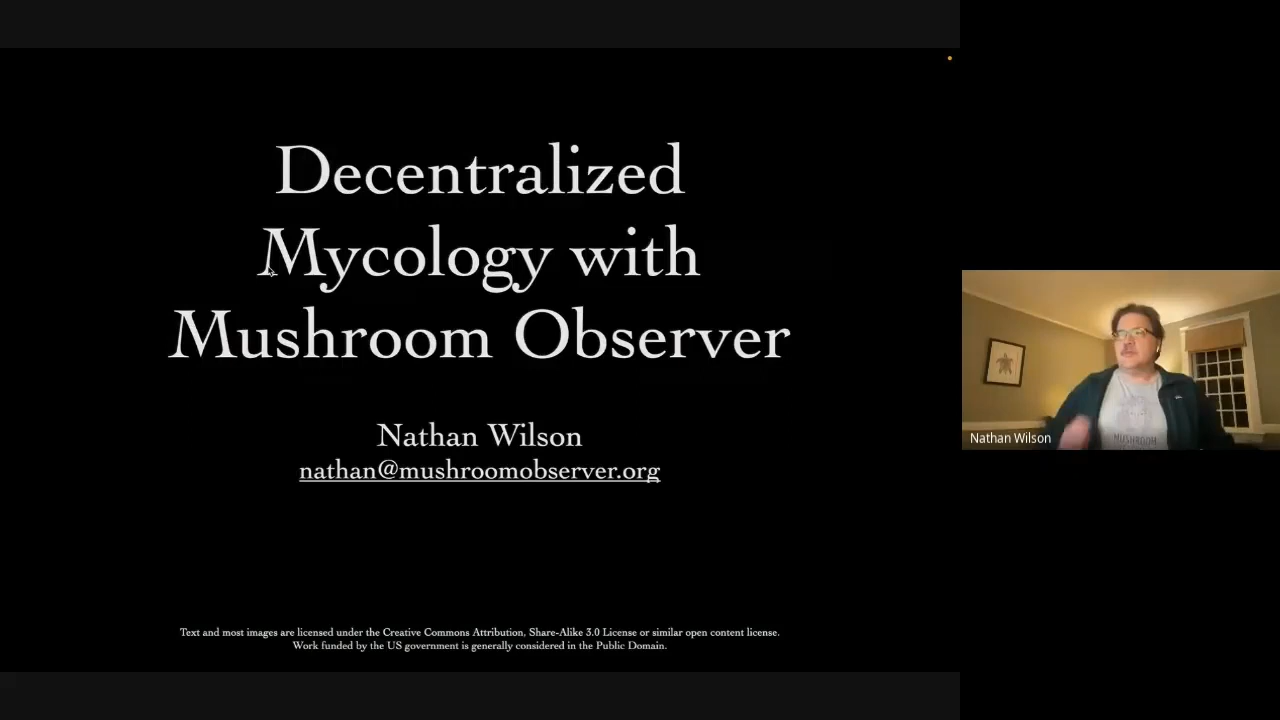 Decentralized
Mycology with
Mushroom Observer
Nathan Wilson
nathan@mushroomobserver.org
Text and most images are licensed under the Creative Commons Attribution, Share-Alike 3.0 License or similar open content license.
Work funded by the US government is generally considered in the Public Domain.
Nathan Wilson
MUSHROOM